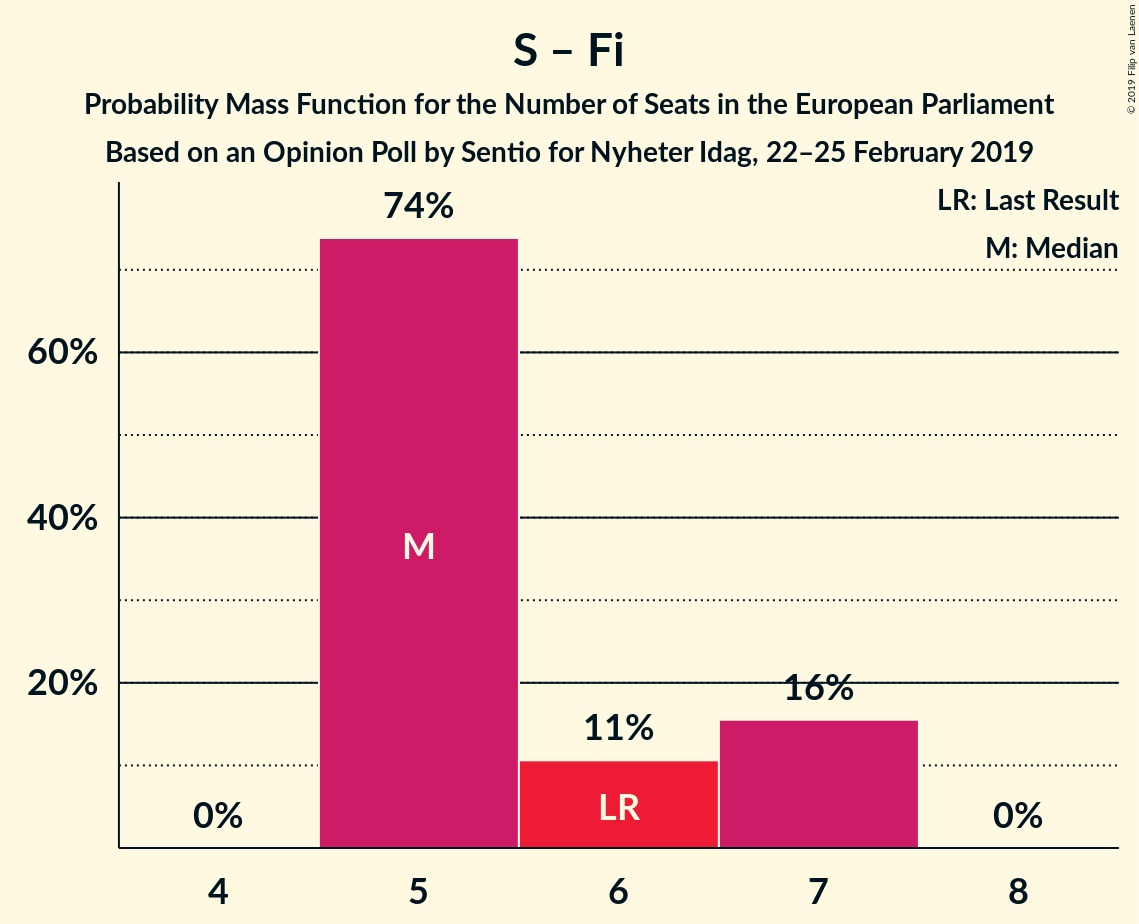 S – Fi
Probability Mass Function for the Number of Seats in the European Parliament
Based on an Opinion Poll by Sentio for Nyheter Idag, 22–25 February 2019
© 2019 Filip van Laenen
LR: Last Result
M: Median
74%
60%
40%
20%
M
16%
11%
LR
0%
0%
4 5 6 7 8